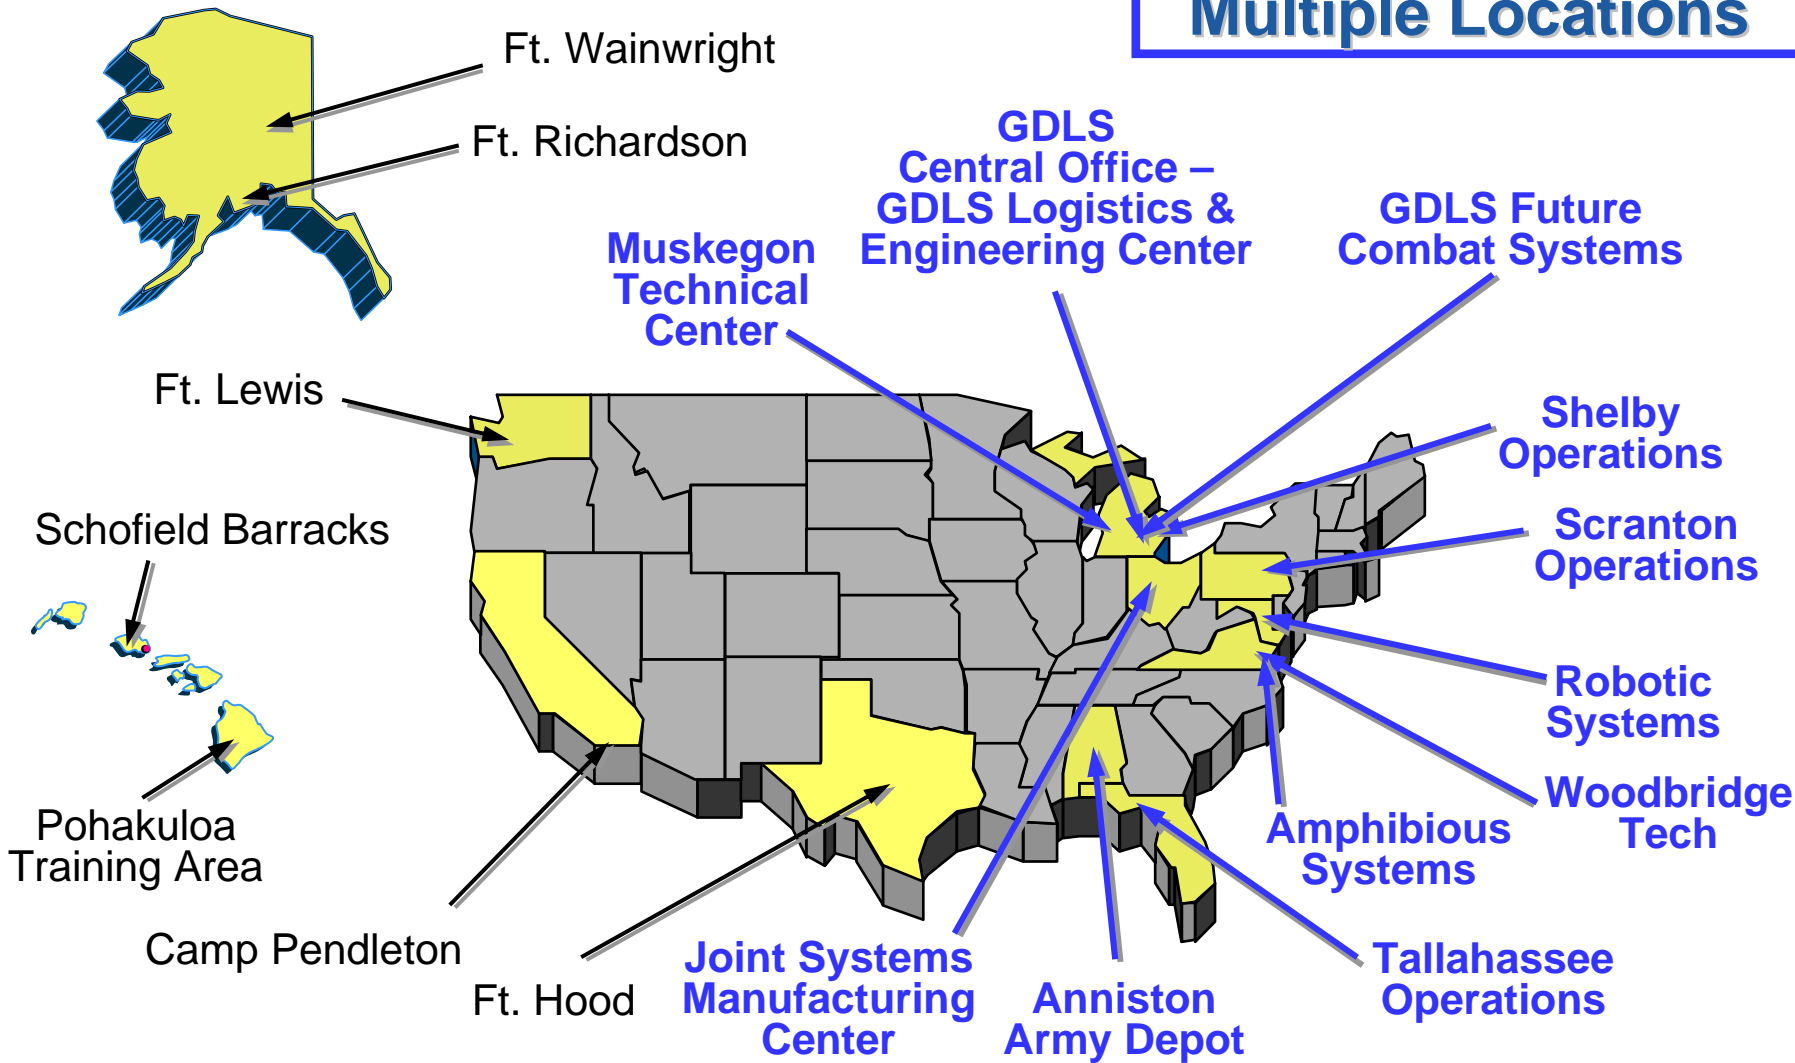 Multiple Locations
Ft. Wainwright
Ft. Richardson
GDLS
Central Office –
GDLS Logistics &
Engineering Center
GDLS Future
Combat Systems
Muskegon
Technical
Center
Ft. Lewis
Shelby
Operations
Schofield Barracks
Scranton
Operations
Robotic
Systems
Woodbridge
Tech
Amphibious
Systems
Pohakuloa
Training Area
Camp Pendleton
Ft. Hood
Joint Systems
Manufacturing
Center
Anniston
Army Depot
Tallahassee
Operations